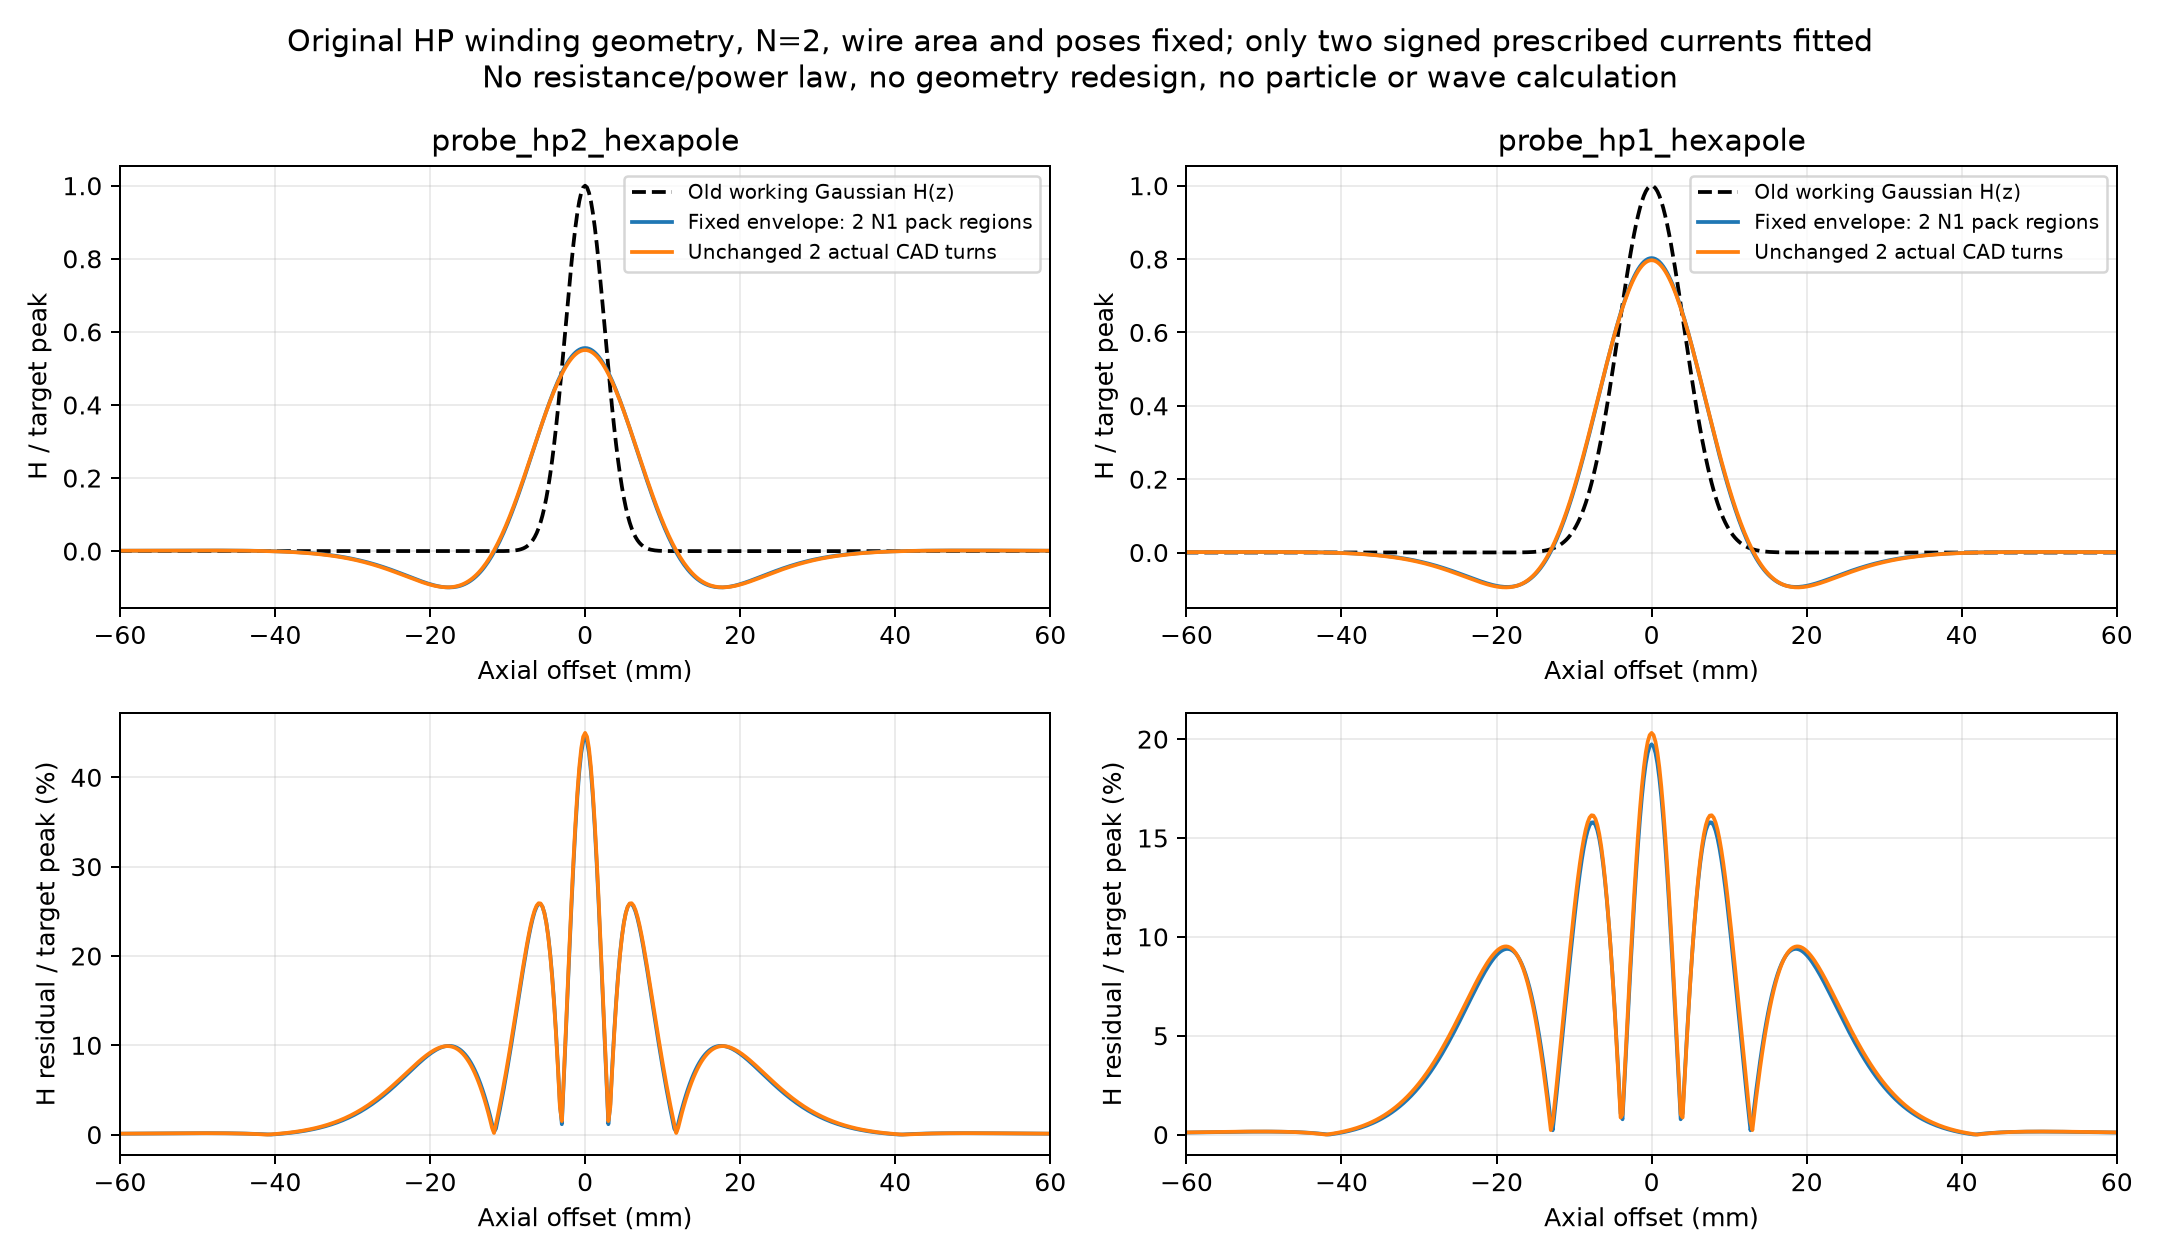 Original HP winding geometry, N=2, wire area and poses fixed; only two signed prescribed currents fitted
No resistance/power law, no geometry redesign, no particle or wave calculation
probe_hp2_hexapole
1.0
0.8
0.6
0.4
0.2
0.0
H / target peak
Old working Gaussian H(z)
Fixed envelope: 2 N1 pack regions
Unchanged 2 actual CAD turns
−60
−40
−20
0
20
40
60
Axial offset (mm)
probe_hp1_hexapole
1.0
0.8
0.6
0.4
0.2
0.0
H / target peak
Old working Gaussian H(z)
Fixed envelope: 2 N1 pack regions
Unchanged 2 actual CAD turns
−60
−40
−20
0
20
40
60
Axial offset (mm)
40
30
20
10
0
H residual / target peak (%)
−60
−40
−20
0
20
40
60
Axial offset (mm)
20
15
10
5
0
H residual / target peak (%)
−60
−40
−20
0
20
40
60
Axial offset (mm)